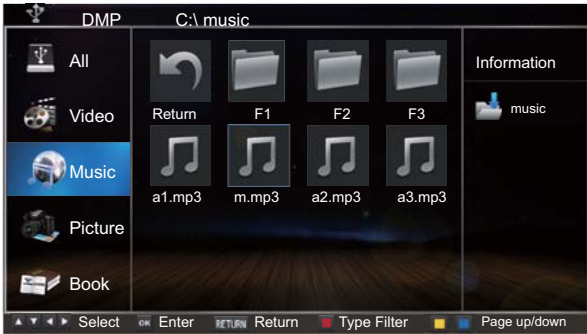 DMP C:\ music
All
Video
Music
Picture
Book
Return F1 F2 F3
a1.mp3 m.mp3 a2.mp3 a3.mp3
Information
music
Select OK Enter RETURN Return Type Filter Page up/down